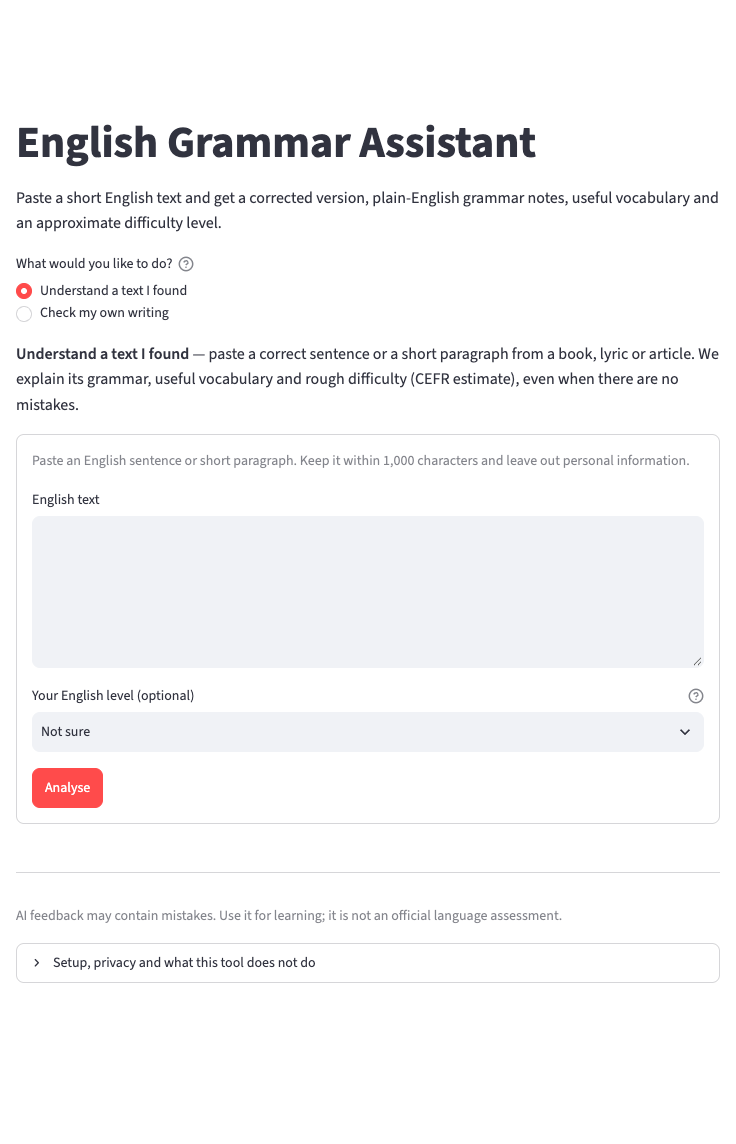 English Grammar Assistant
Paste a short English text and get a corrected version, plain-English grammar notes, useful vocabulary and
an approximate difficulty level.
What would you like to do?
Understand a text I found
Check my own writing
Understand a text I found — paste a correct sentence or a short paragraph from a book, lyric or article. We
explain its grammar, useful vocabulary and rough difficulty (CEFR estimate), even when there are no
mistakes.
Paste an English sentence or short paragraph. Keep it within 1,000 characters and leave out personal information.
English text
Your English level (optional)
Not sure
Analyse
AI feedback may contain mistakes. Use it for learning; it is not an official language assessment.
Setup, privacy and what this tool does not do